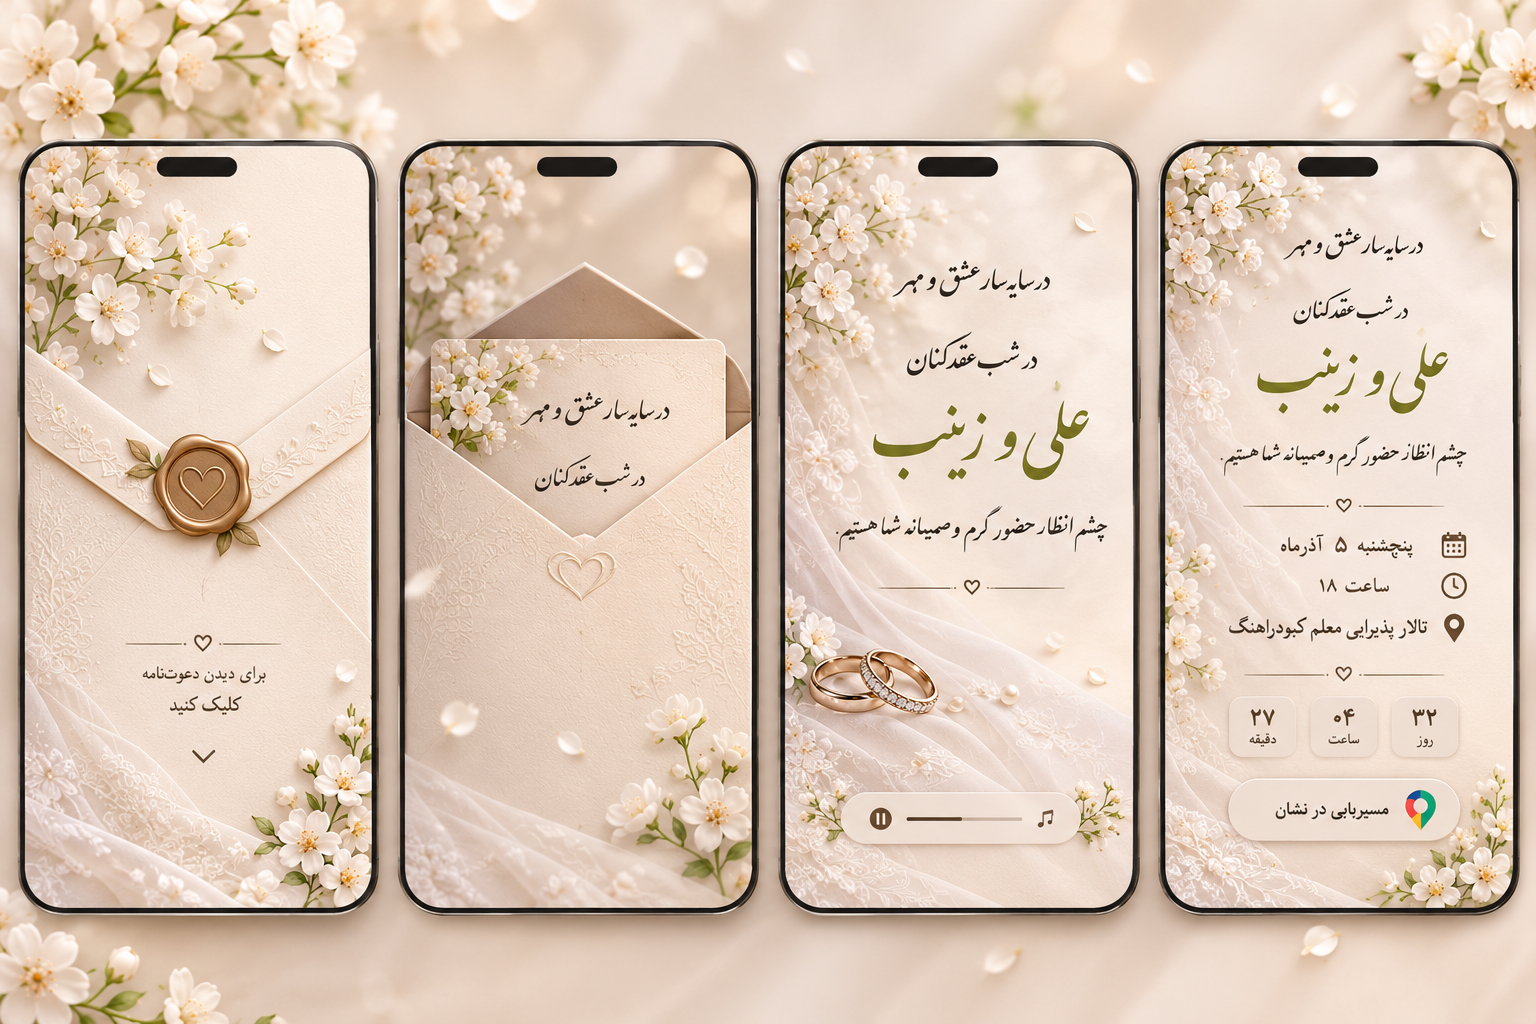 برای دیدن دعوت‌نامه
کلیک کنید
در سایه‌سار عشق و مهر
در شب عقدکنان
در سایه‌سار عشق و مهر
در شب عقدکنان
علی و زینب
چشم انتظار حضور گرم و صمیمانه شما هستیم.
در سایه‌سار عشق و مهر
در شب عقدکنان
علی و زینب
چشم انتظار حضور گرم و صمیمانه شما هستیم.
پنجشنبه ۵ آذرماه
ساعت ۱۸
تالار پذیرایی معلم کبودراهنگ
۳۲ ۰۴ ۲۷
روز ساعت دقیقه
مسیریابی در نشان